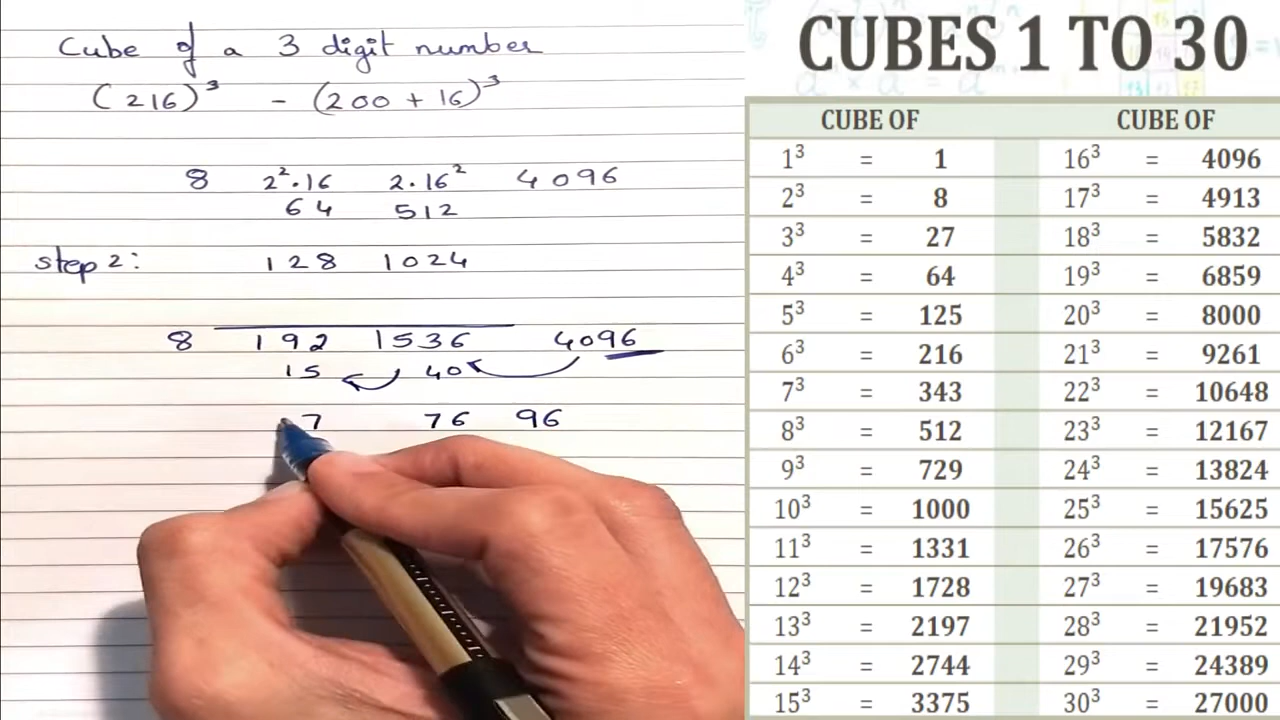 Cube of a 3 digit number
(216)³ - (200 + 16)³
8 2²·16 2·16² 4096
64 512
step 2: 128 1024
8 192 1536 4096
15 40
7 76 96
CUBES 1 TO 30
CUBE OF CUBE OF
1³ = 1 16³ = 4096
2³ = 8 17³ = 4913
3³ = 27 18³ = 5832
4³ = 64 19³ = 6859
5³ = 125 20³ = 8000
6³ = 216 21³ = 9261
7³ = 343 22³ = 10648
8³ = 512 23³ = 12167
9³ = 729 24³ = 13824
10³ = 1000 25³ = 15625
11³ = 1331 26³ = 17576
12³ = 1728 27³ = 19683
13³ = 2197 28³ = 21952
14³ = 2744 29³ = 24389
15³ = 3375 30³ = 27000